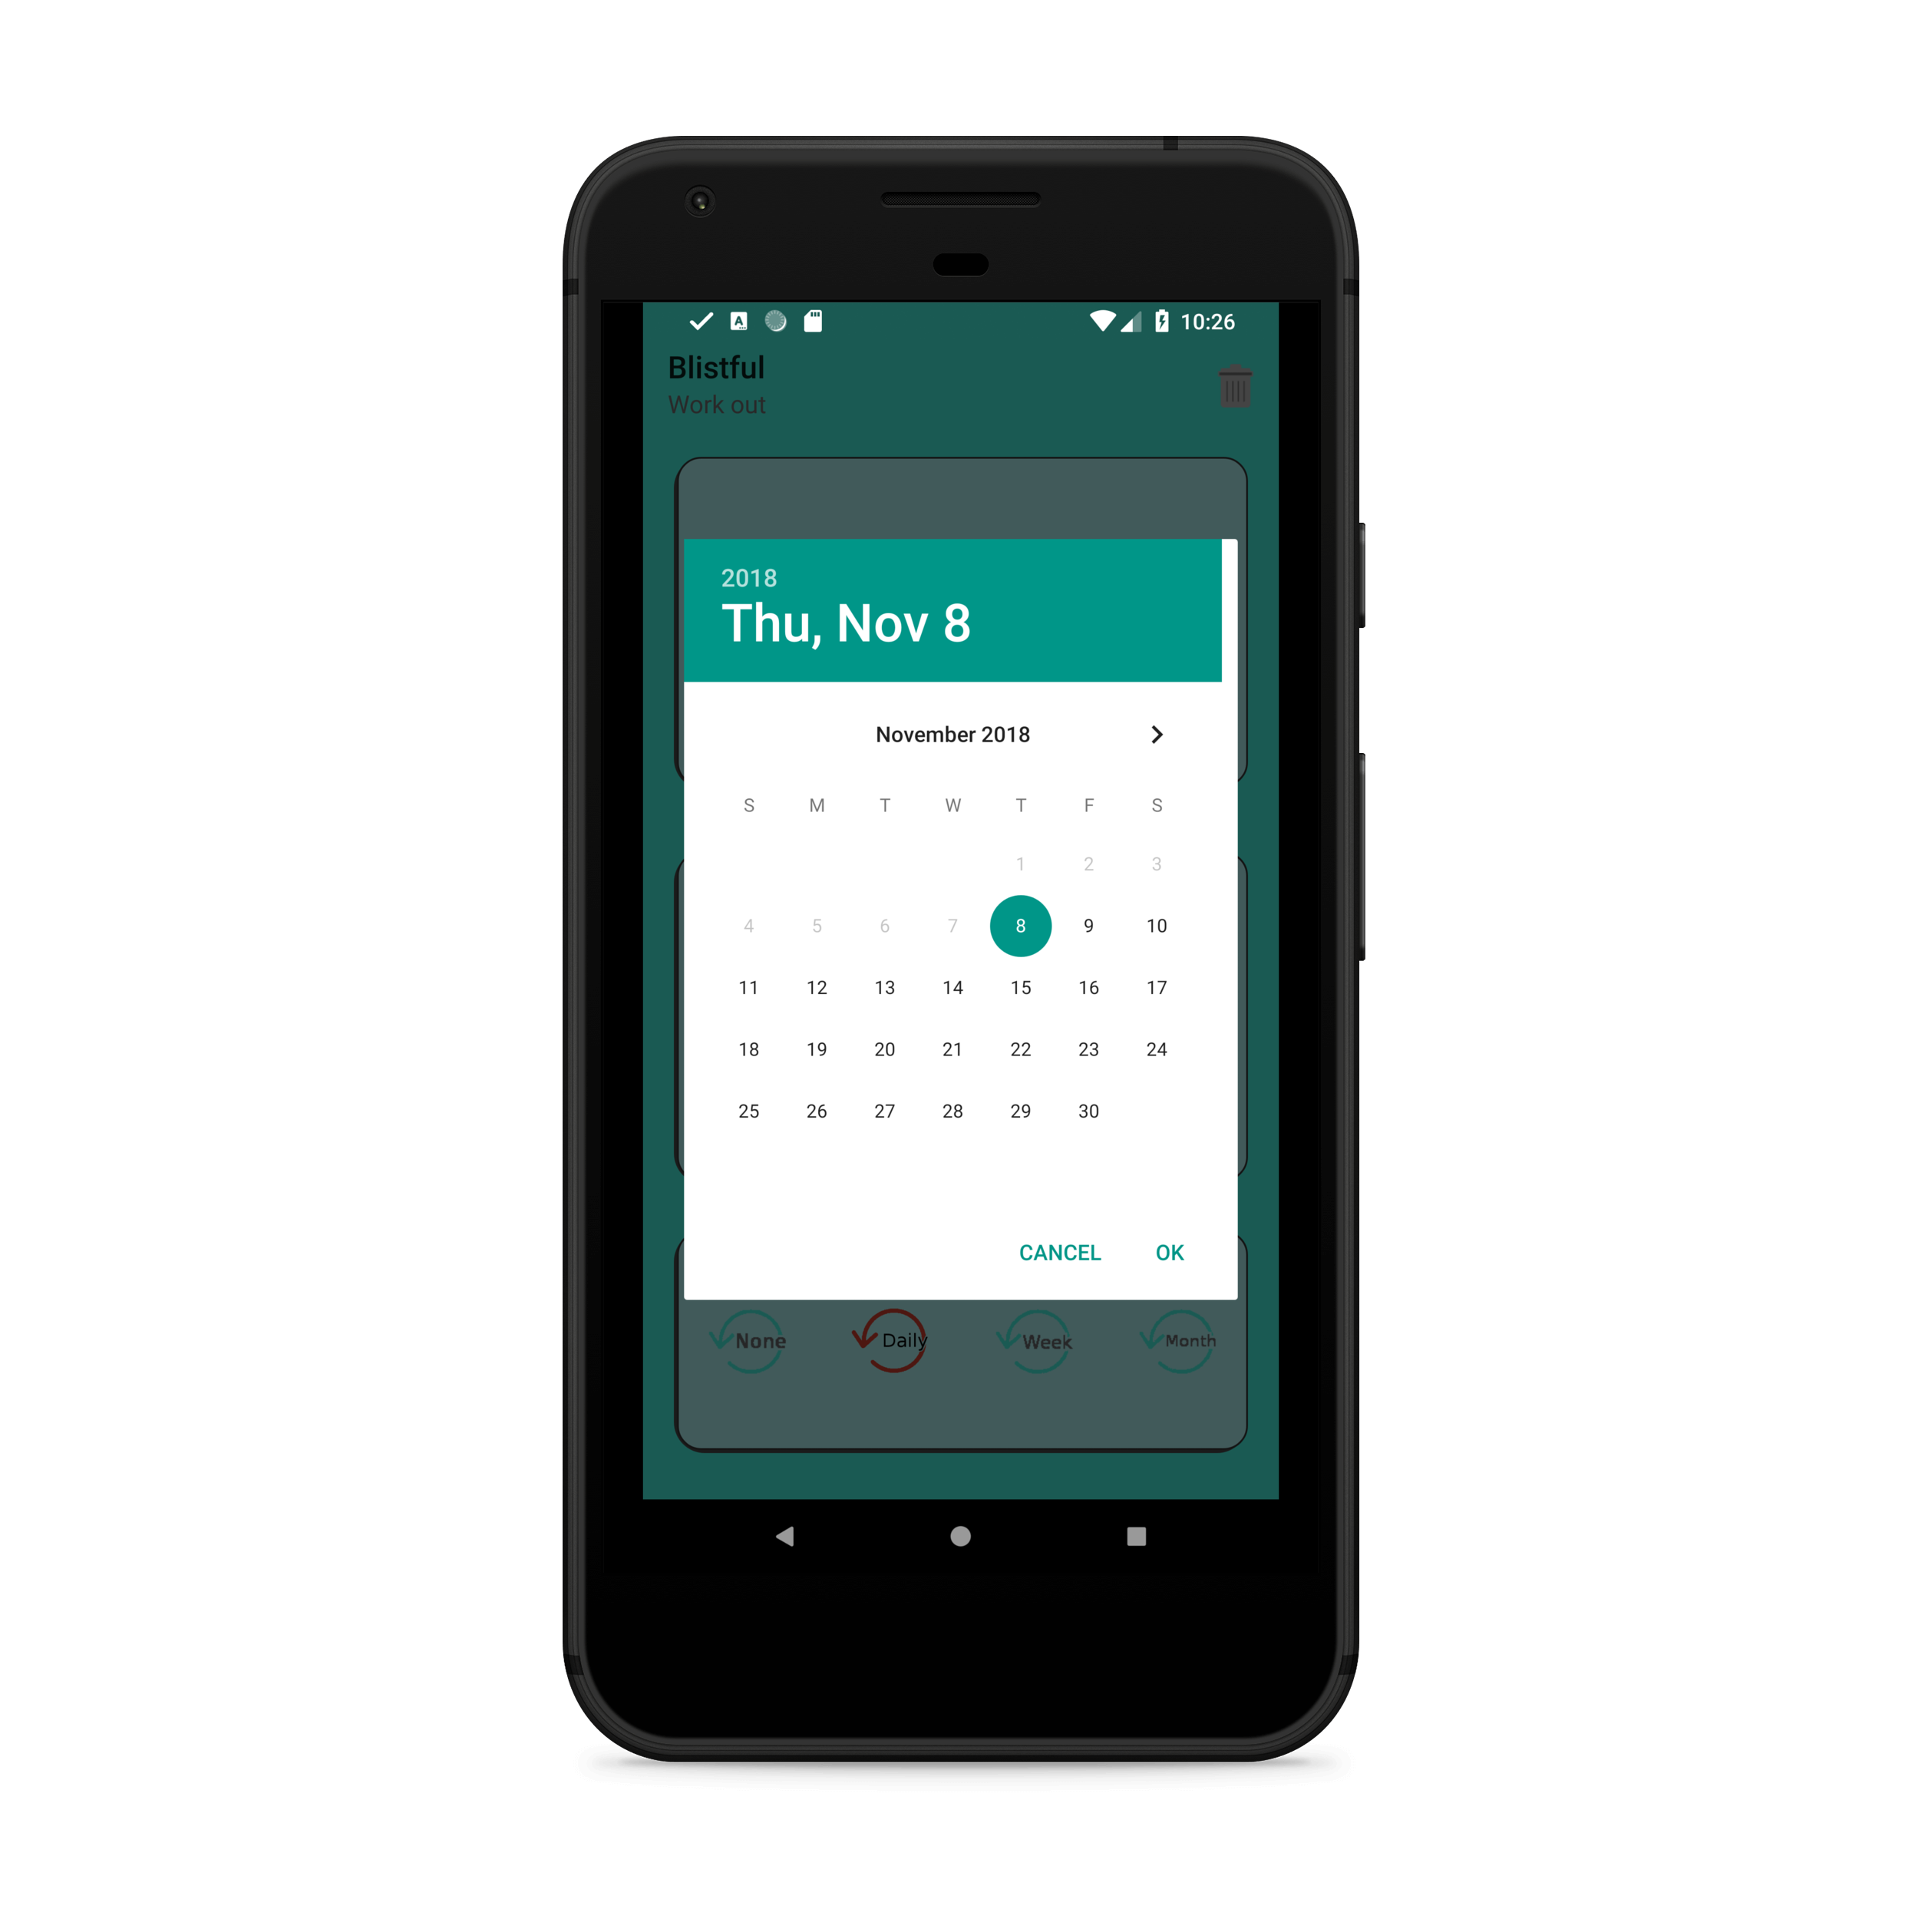 10:26
Blistful
Work out
2018
Thu, Nov 8
November 2018
S M T W T F S
1 2 3
4 5 6 7 8 9 10
11 12 13 14 15 16 17
18 19 20 21 22 23 24
25 26 27 28 29 30
CANCEL OK
None Daily Week Month